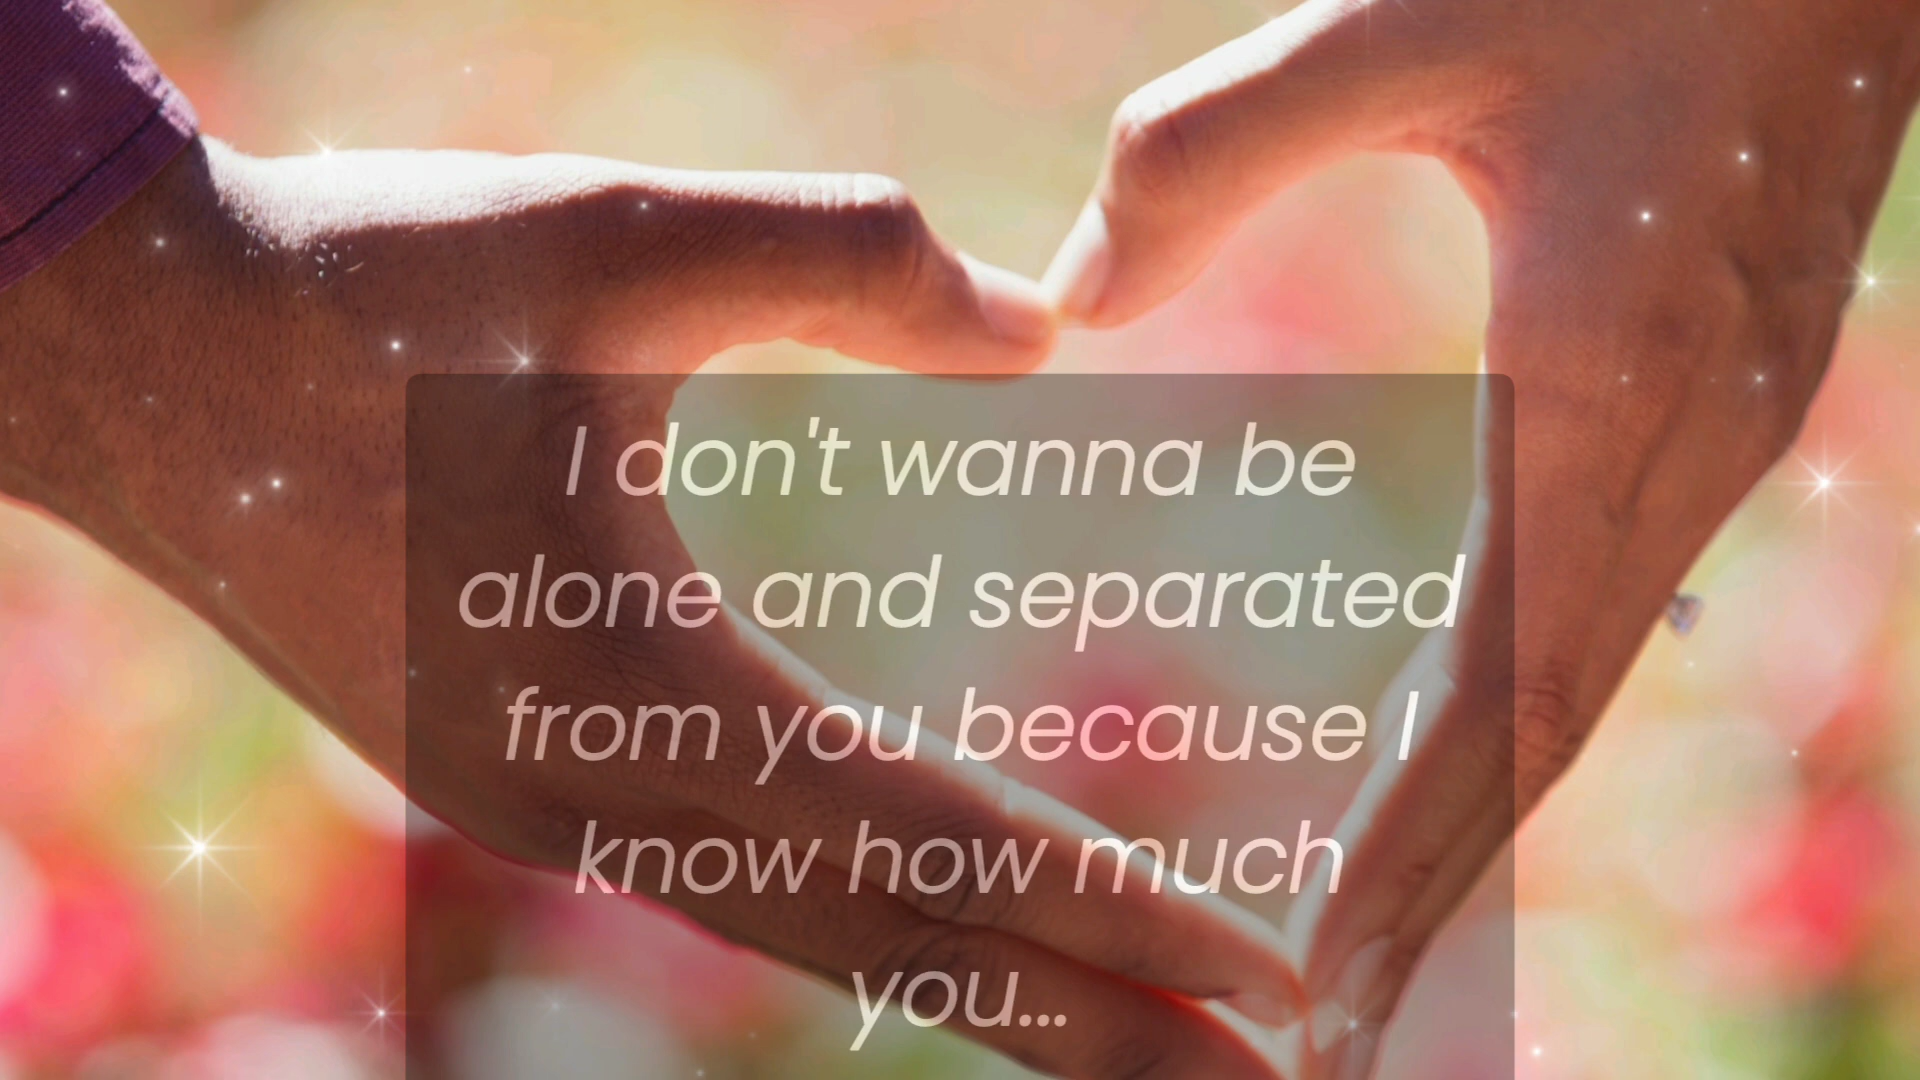 I don't wanna be
alone and separated
from you because I
know how much
you...